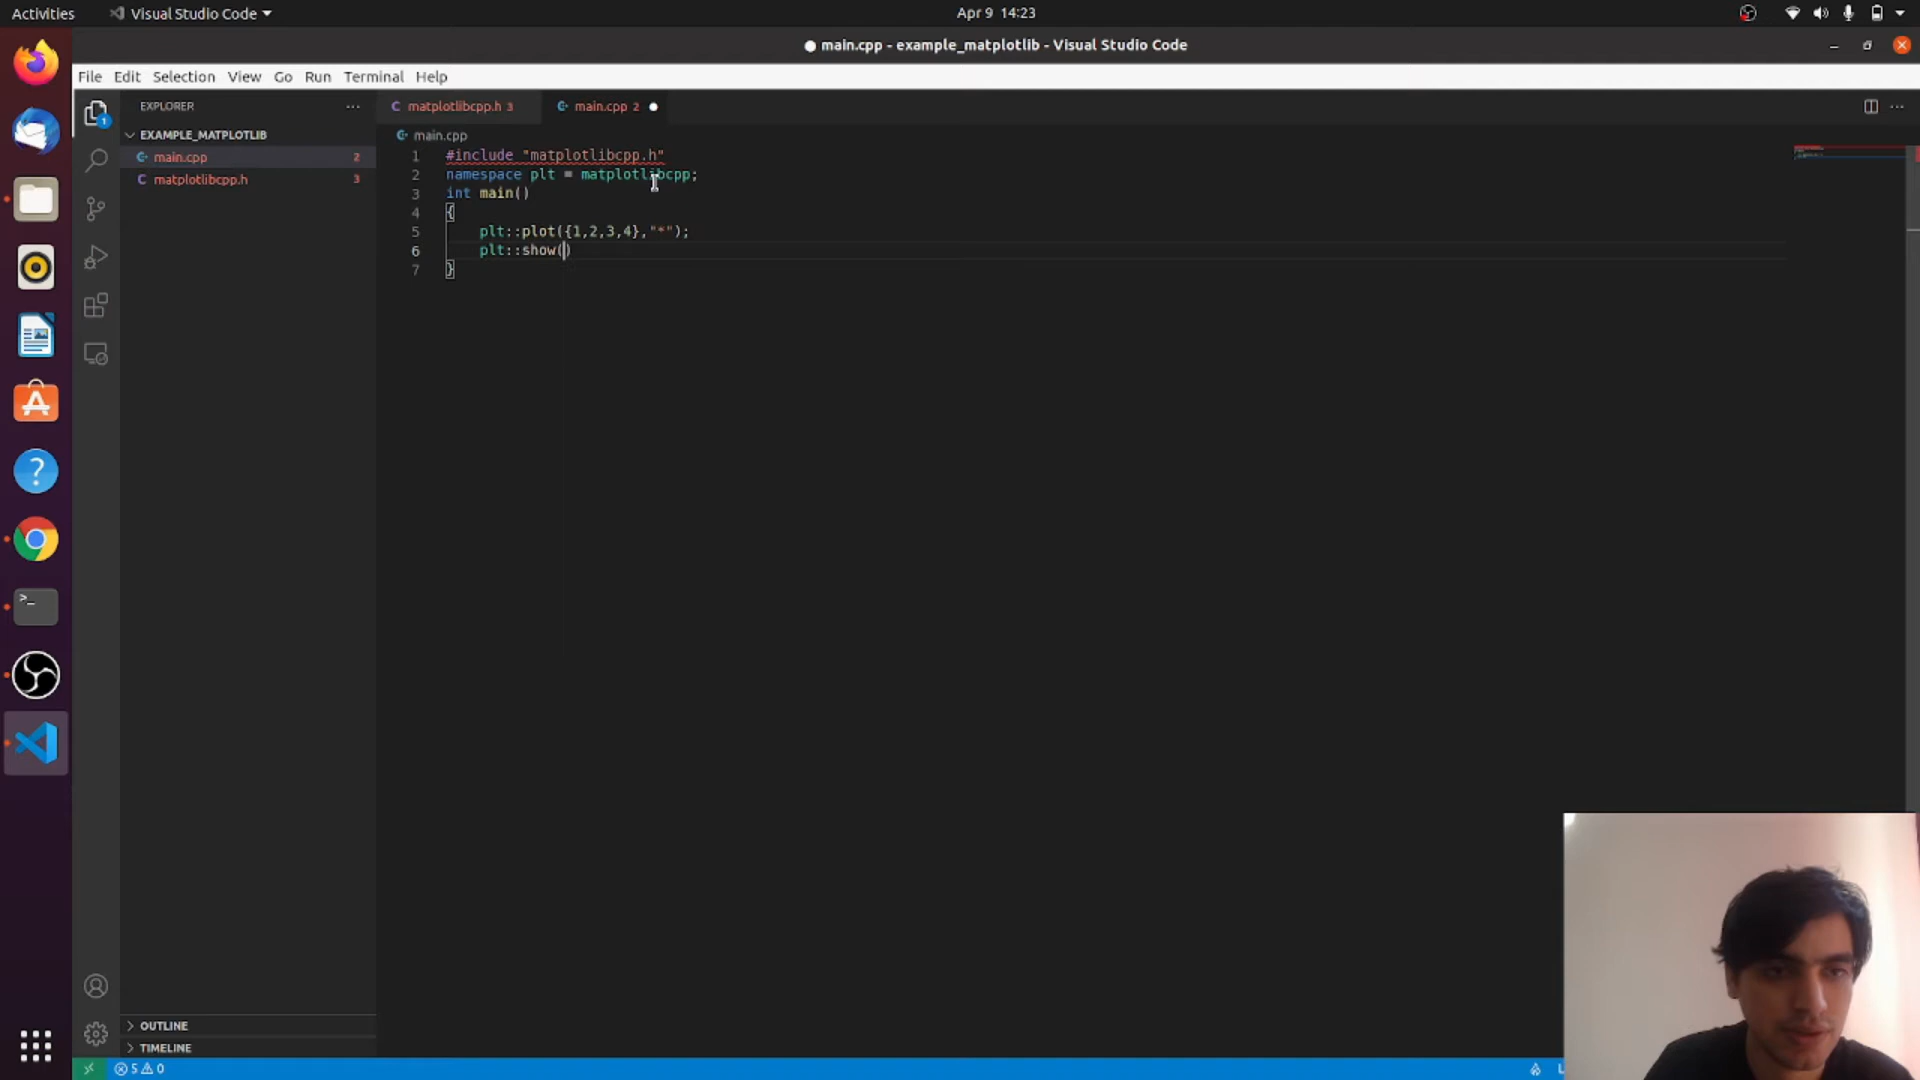 Activities
Visual Studio Code
Apr 9 14:23
● main.cpp - example_matplotlib - Visual Studio Code
File Edit Selection View Go Run Terminal Help
EXPLORER
...
EXAMPLE_MATPLOTLIB
main.cpp 2
matplotlibcpp.h 3
OUTLINE
TIMELINE
1
matplotlibcpp.h 3
main.cpp 2
main.cpp
1 #include "matplotlibcpp.h"
2 namespace plt = matplotlibcpp;
3 int main()
4 {
5 plt::plot({1,2,3,4},"*");
6 plt::show()
7 }
5 0